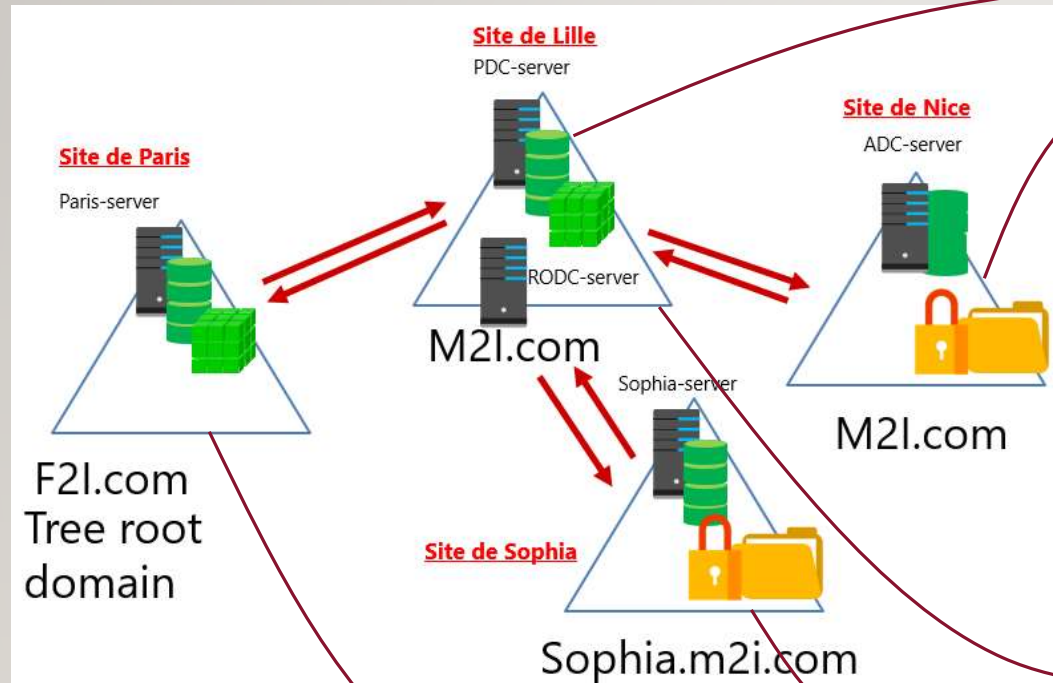 Site de Lille
PDC-server
Site de Nice
ADC-server
Site de Paris
Paris-server
RODC-server
M2I.com
Sophia-server
M2I.com
F2I.com
Tree root
domain
Site de Sophia
Sophia.m2i.com